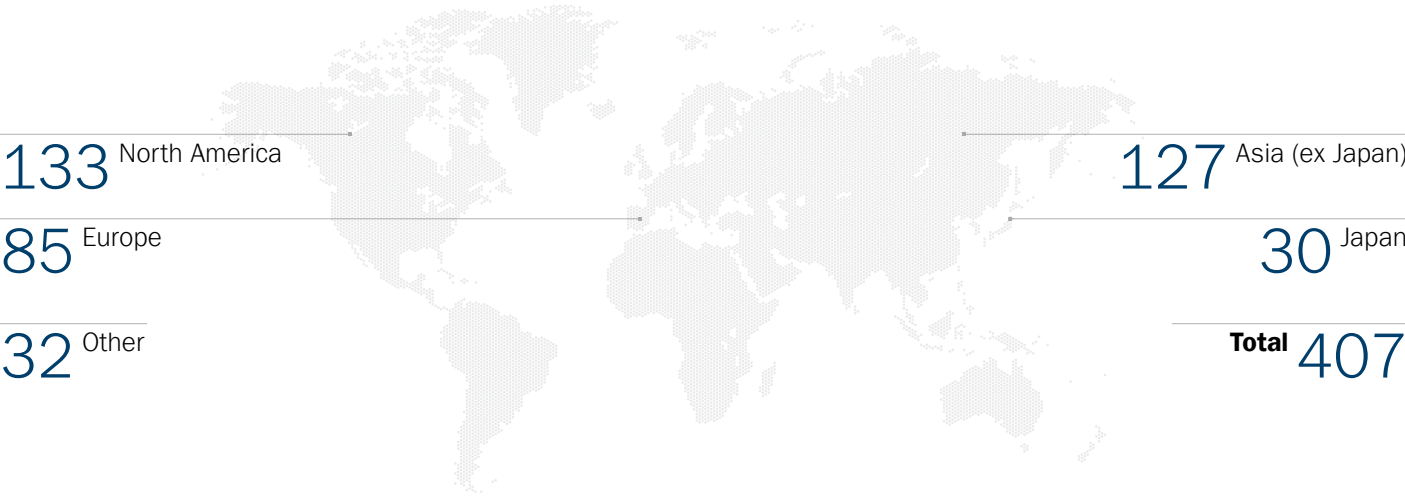 133 North America
127 Asia (ex Japan)
85 Europe
30 Japan
32 Other
Total 407